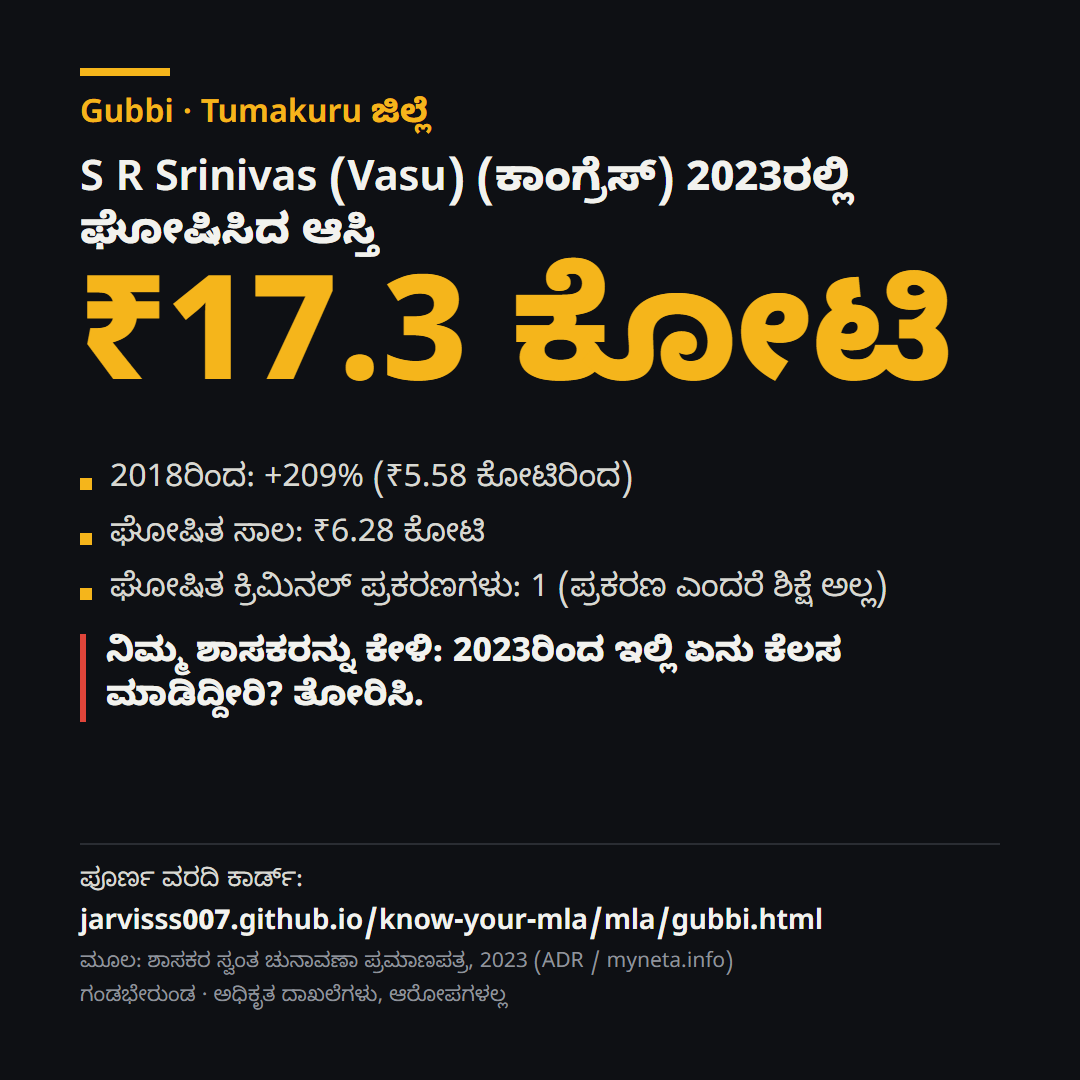 Gubbi · Tumakuru ಜಿಲ್ಲೆ
S R Srinivas (Vasu) (ಕಾಂಗ್ರೆಸ್) 2023ರಲ್ಲಿ
ಘೋಷಿಸಿದ ಆಸ್ತಿ
₹17.3 ಕೋಟಿ
2018ರಿಂದ: +209% (₹5.58 ಕೋಟಿರಿಂದ)
ಘೋಷಿತ ಸಾಲ: ₹6.28 ಕೋಟಿ
ಘೋಷಿತ ಕ್ರಿಮಿನಲ್ ಪ್ರಕರಣಗಳು: 1 (ಪ್ರಕರಣ ಎಂದರೆ ಶಿಕ್ಷೆ ಅಲ್ಲ)
ನಿಮ್ಮ ಶಾಸಕರನ್ನು ಕೇಳಿ: 2023ರಿಂದ ಇಲ್ಲಿ ಏನು ಕೆಲಸ
ಮಾಡಿದ್ದೀರಿ? ತೋರಿಸಿ.
ಪೂರ್ಣ ವರದಿ ಕಾರ್ಡ್:
jarvisss007.github.io/know-your-mla/mla/gubbi.html
ಮೂಲ: ಶಾಸಕರ ಸ್ವಂತ ಚುನಾವಣಾ ಪ್ರಮಾಣಪತ್ರ, 2023 (ADR / myneta.info)
ಗಂಡಭೇರುಂಡ · ಅಧಿಕೃತ ದಾಖಲೆಗಳು, ಆರೋಪಗಳಲ್ಲ